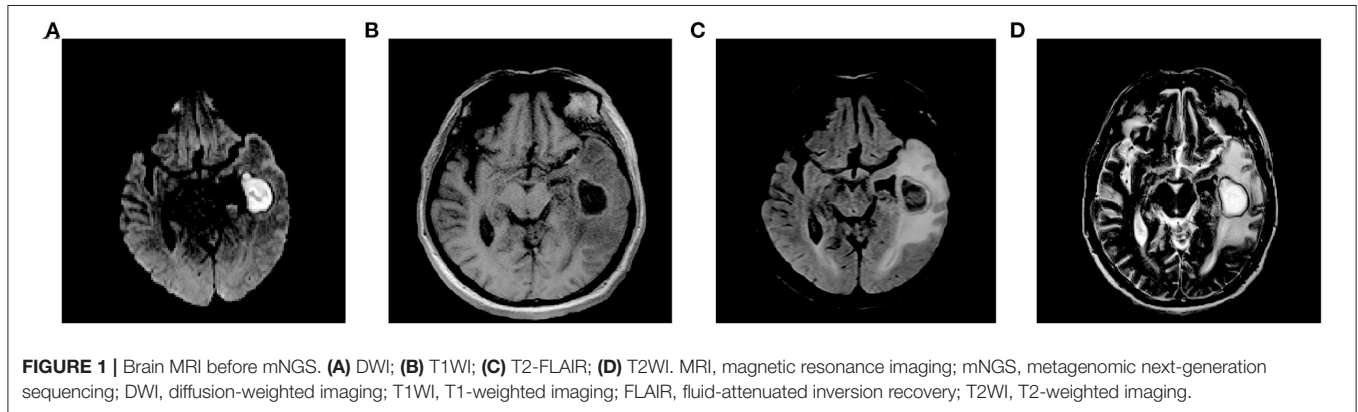 A B C D
FIGURE 1 | Brain MRI before mNGS. (A) DWI; (B) T1WI; (C) T2-FLAIR; (D) T2WI. MRI, magnetic resonance imaging; mNGS, metagenomic next-generation
sequencing; DWI, diffusion-weighted imaging; T1WI, T1-weighted imaging; FLAIR, fluid-attenuated inversion recovery; T2WI, T2-weighted imaging.